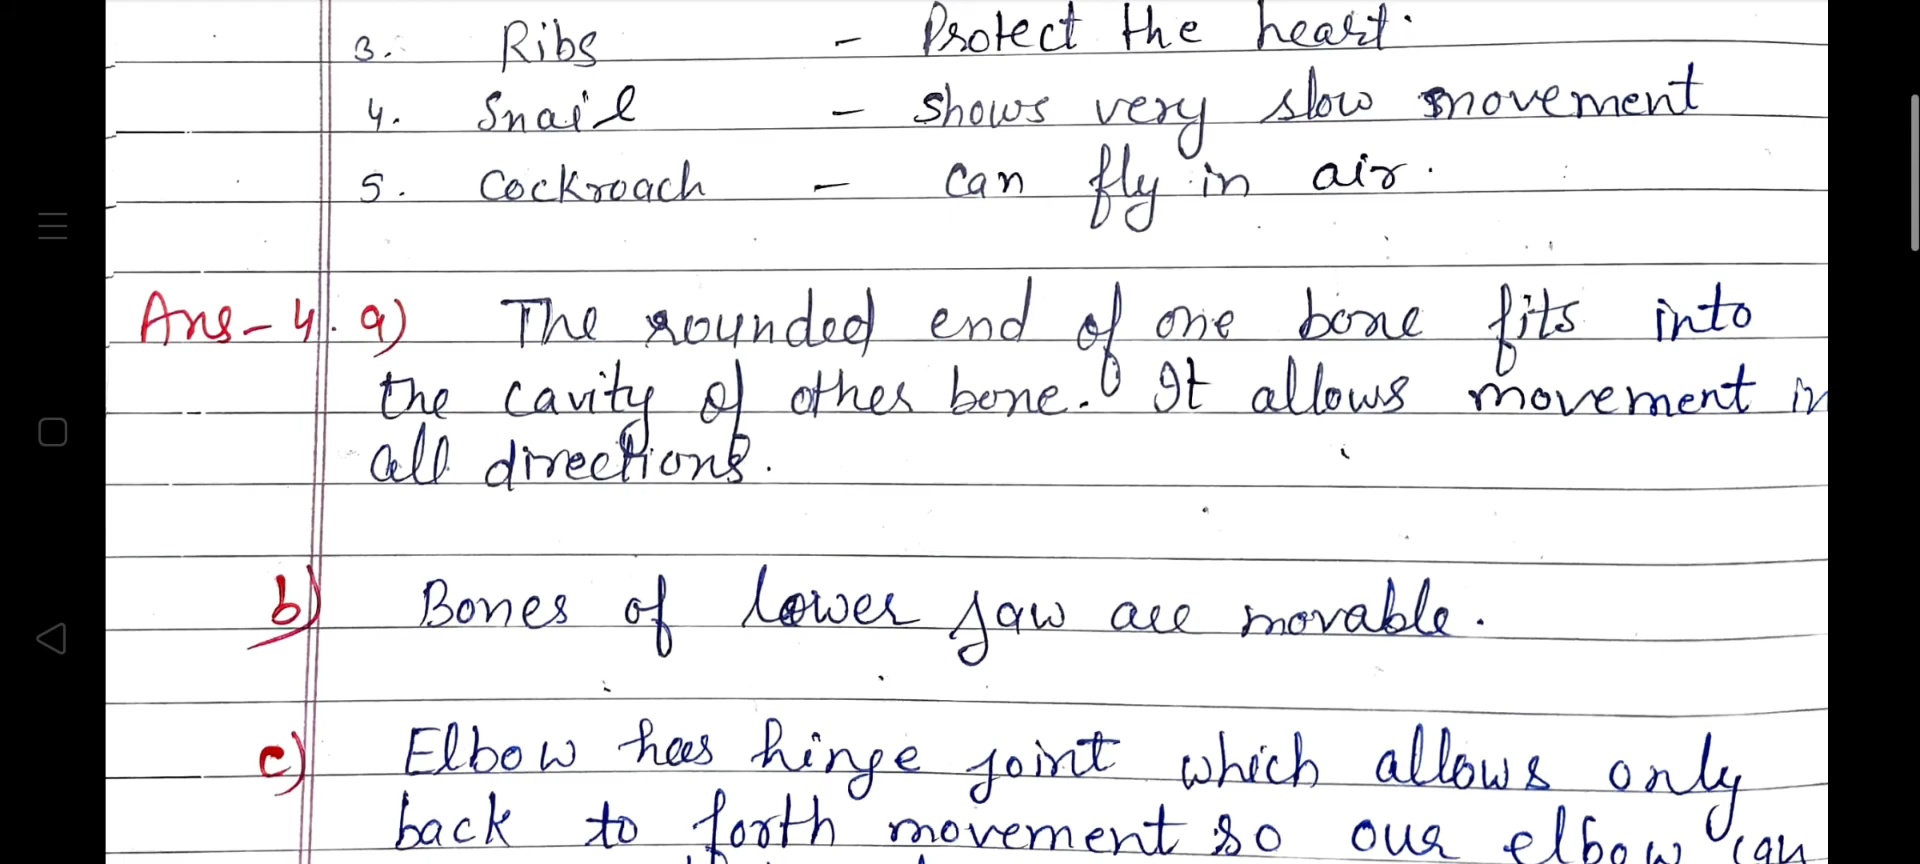 3. Ribs - Protect the heart.
4. Snail - shows very slow movement
5. Cockroach - can fly in air.
Ans-4. a) The rounded end of one bone fits into
the cavity of other bone. It allows movement in
all directions.
b) Bones of lower jaw are movable.
c) Elbow has hinge joint which allows only
back to forth movement so our elbow can